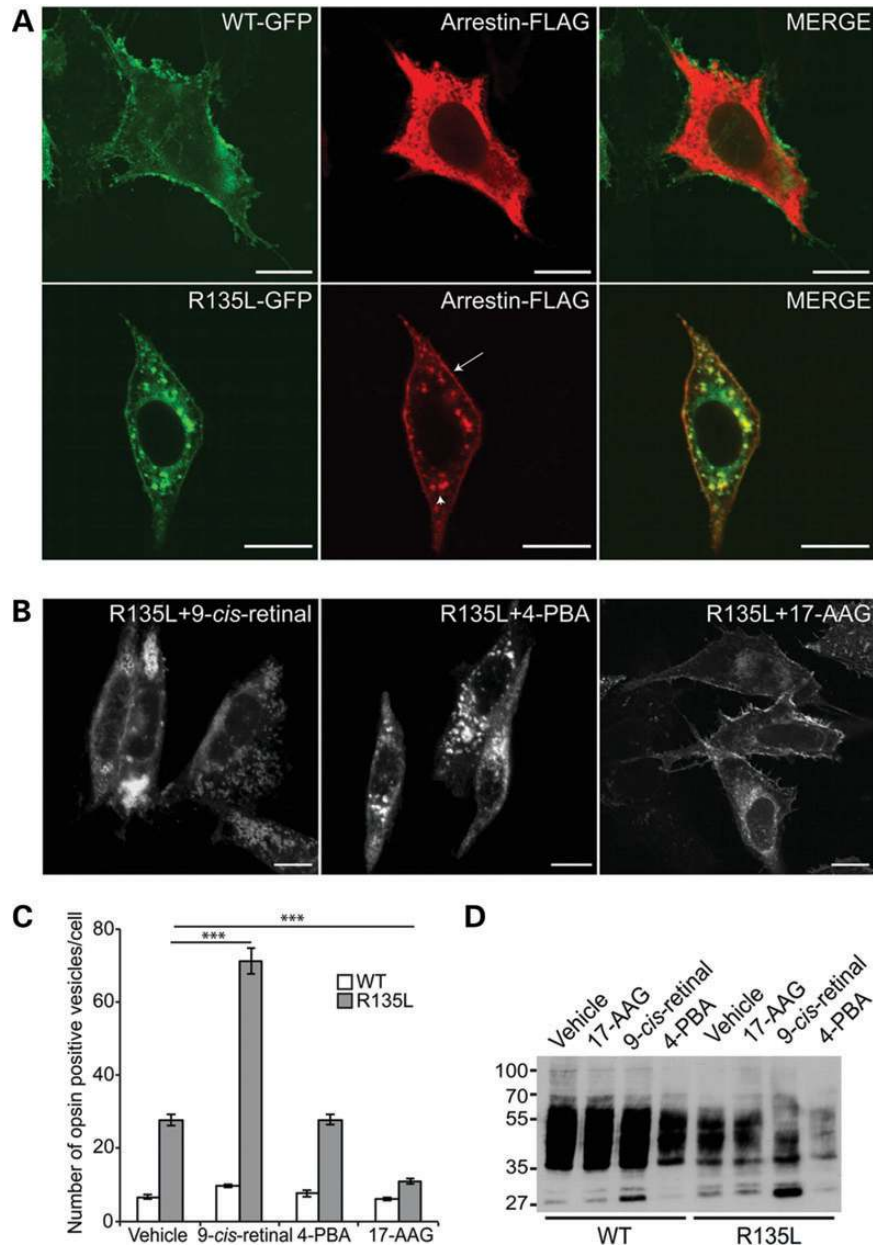 A
WT-GFP
Arrestin-FLAG
MERGE
R135L-GFP
Arrestin-FLAG
MERGE
B
R135L+9-cis-retinal
R135L+4-PBA
R135L+17-AAG
C
Number of opsin positive vesicles/cell
80
60
40
20
0
***
***
WT
R135L
Vehicle
9-cis-retinal
4-PBA
17-AAG
D
Vehicle
17-AAG
9-cis-retinal
4-PBA
Vehicle
17-AAG
9-cis-retinal
4-PBA
100
70
55
35
27
WT
R135L